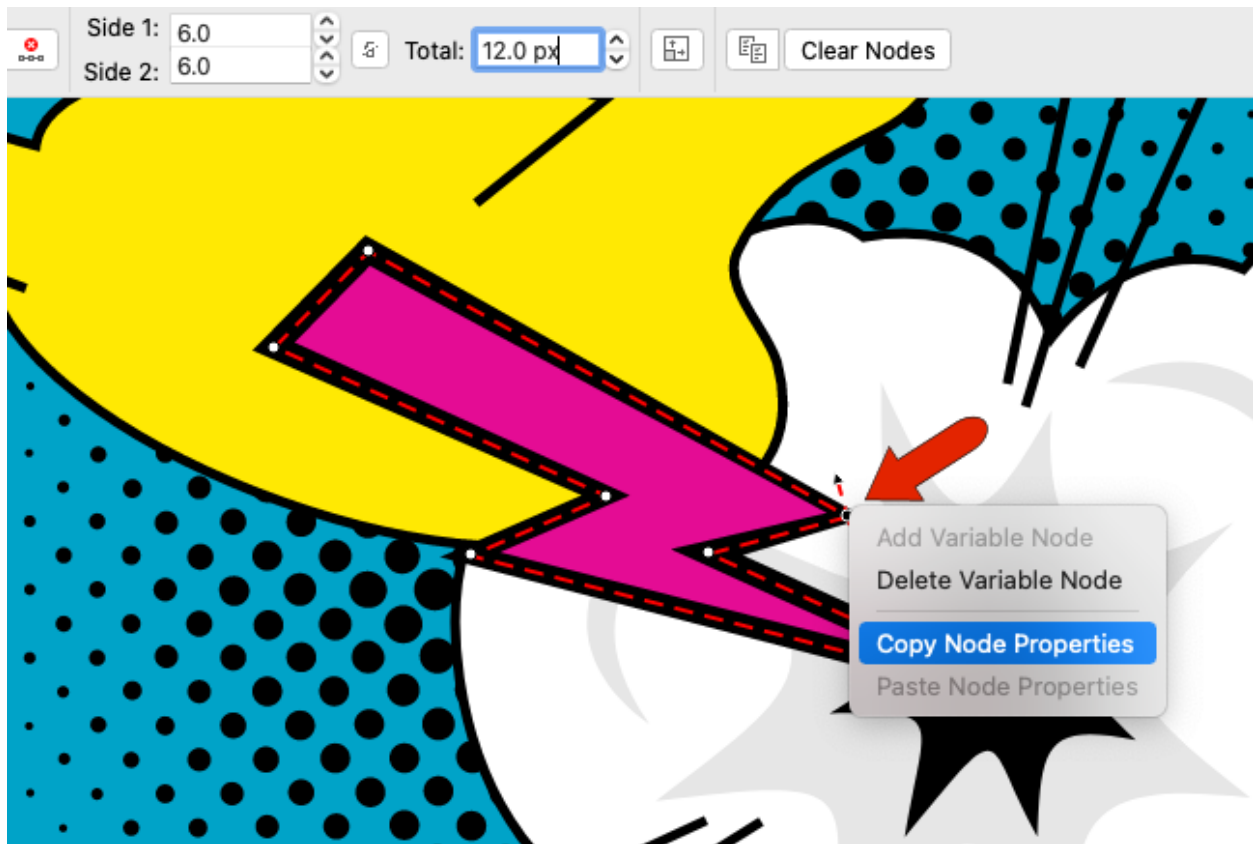 Side 1: 6.0
Side 2: 6.0
Total: 12.0 px
Clear Nodes
Add Variable Node
Delete Variable Node
Copy Node Properties
Paste Node Properties